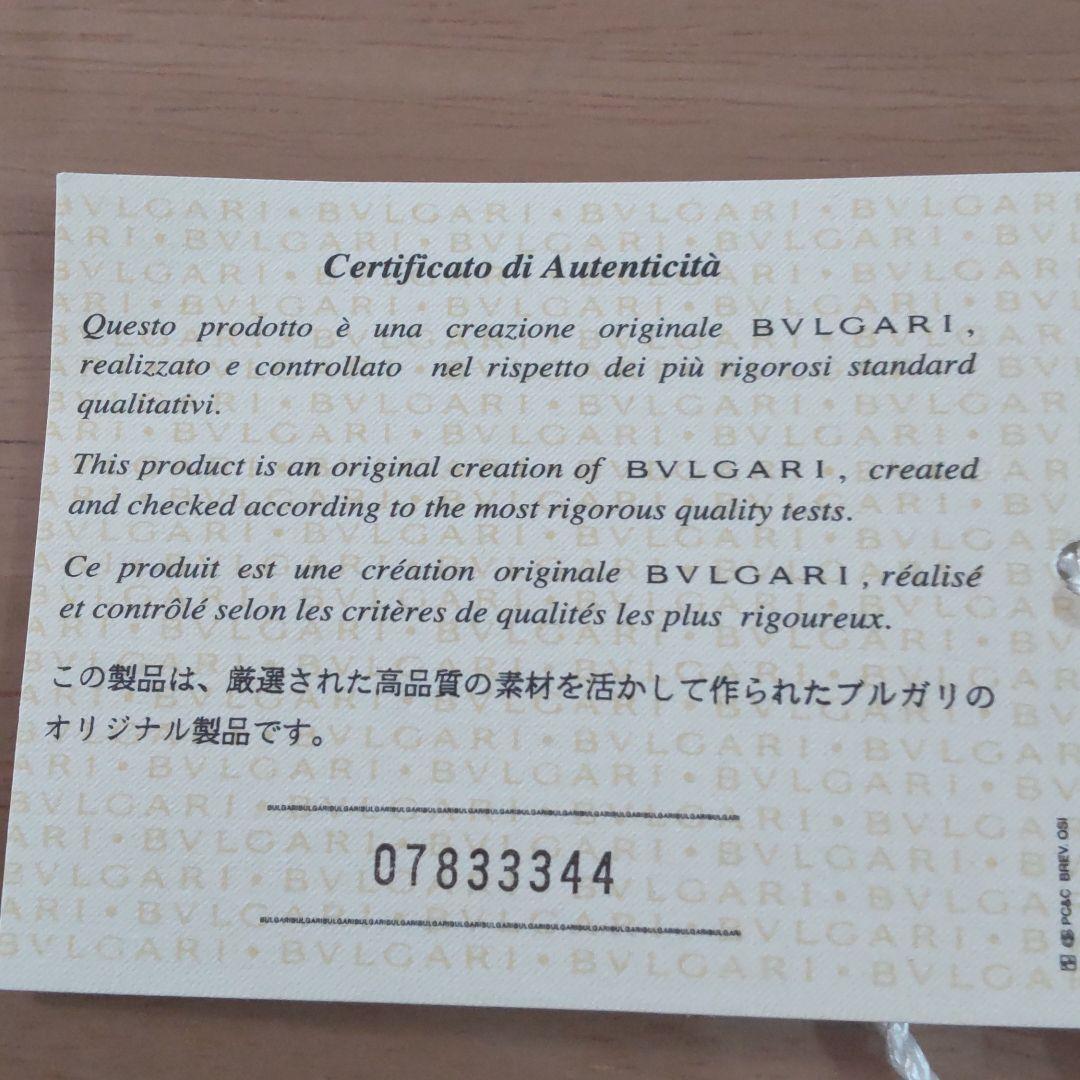 Certificato di Autenticità
Questo prodotto è una creazione originale BVLGARI,
realizzato e controllato nel rispetto dei più rigorosi standard
qualitativi.
This product is an original creation of BVLGARI, created
and checked according to the most rigorous quality tests.
Ce produit est une création originale BVLGARI, réalisé
et contrôlé selon les critères de qualités les plus rigoureux.
この製品は、厳選された高品質の素材を活かして作られたブルガリの
オリジナル製品です。
07833344
PC&C BREV. OSI